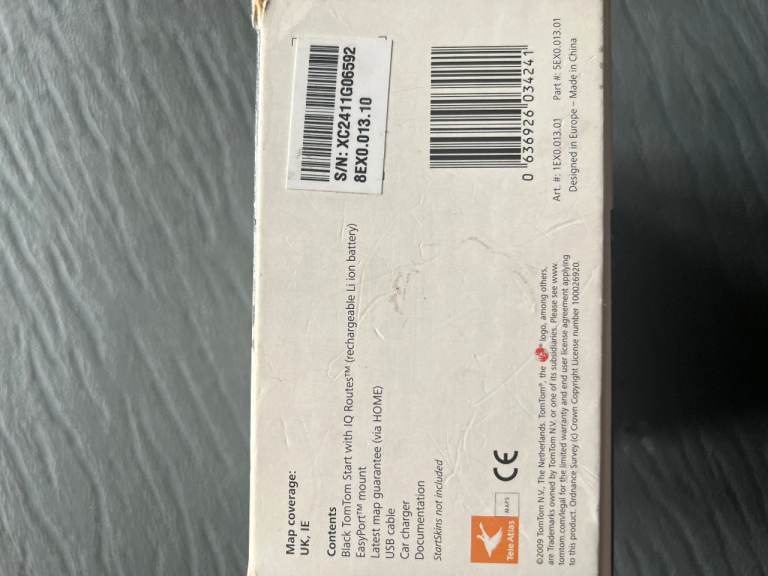 Map coverage:
UK, IE
Contents
Black TomTom Start with IQ Routes™ (rechargeable Li ion battery)
EasyPort™ mount
Latest map guarantee (via HOME)
USB cable
Car charger
Documentation
StartSkins not included
Tele Atlas
MAPS
CE
©2009 TomTom N.V., The Netherlands. TomTom®, the ® logo, among others,
are Trademarks owned by TomTom N.V. or one of its subsidiaries. Please see www.
tomtom.com/legal for the limited warranty and end user license agreement applying
to this product. Ordnance Survey (c) Crown Copyright License number 100026920.
S/N: XC2411G06592
8EX0.013.10
0 636926 034241
Art. #: 1EX0.013.01 Part #: 5EX0.013.01
Designed in Europe – Made in China